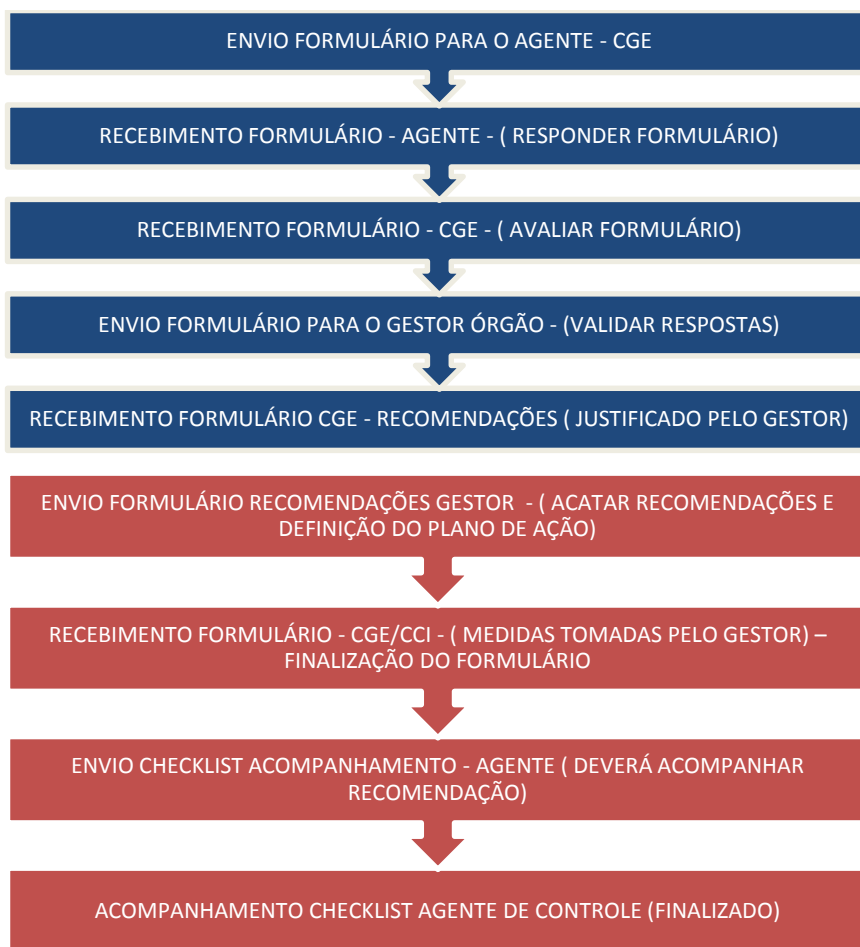 ENVIO FORMULÁRIO PARA O AGENTE - CGE
RECEBIMENTO FORMULÁRIO - AGENTE - ( RESPONDER FORMULÁRIO)
RECEBIMENTO FORMULÁRIO - CGE - ( AVALIAR FORMULÁRIO)
ENVIO FORMULÁRIO PARA O GESTOR ÓRGÃO - (VALIDAR RESPOSTAS)
RECEBIMENTO FORMULÁRIO CGE - RECOMENDAÇÕES ( JUSTIFICADO PELO GESTOR)
ENVIO FORMULÁRIO RECOMENDAÇÕES GESTOR - ( ACATAR RECOMENDAÇÕES E
DEFINIÇÃO DO PLANO DE AÇÃO)
RECEBIMENTO FORMULÁRIO - CGE/CCI - ( MEDIDAS TOMADAS PELO GESTOR) –
FINALIZAÇÃO DO FORMULÁRIO
ENVIO CHECKLIST ACOMPANHAMENTO - AGENTE ( DEVERÁ ACOMPANHAR
RECOMENDAÇÃO)
ACOMPANHAMENTO CHECKLIST AGENTE DE CONTROLE (FINALIZADO)